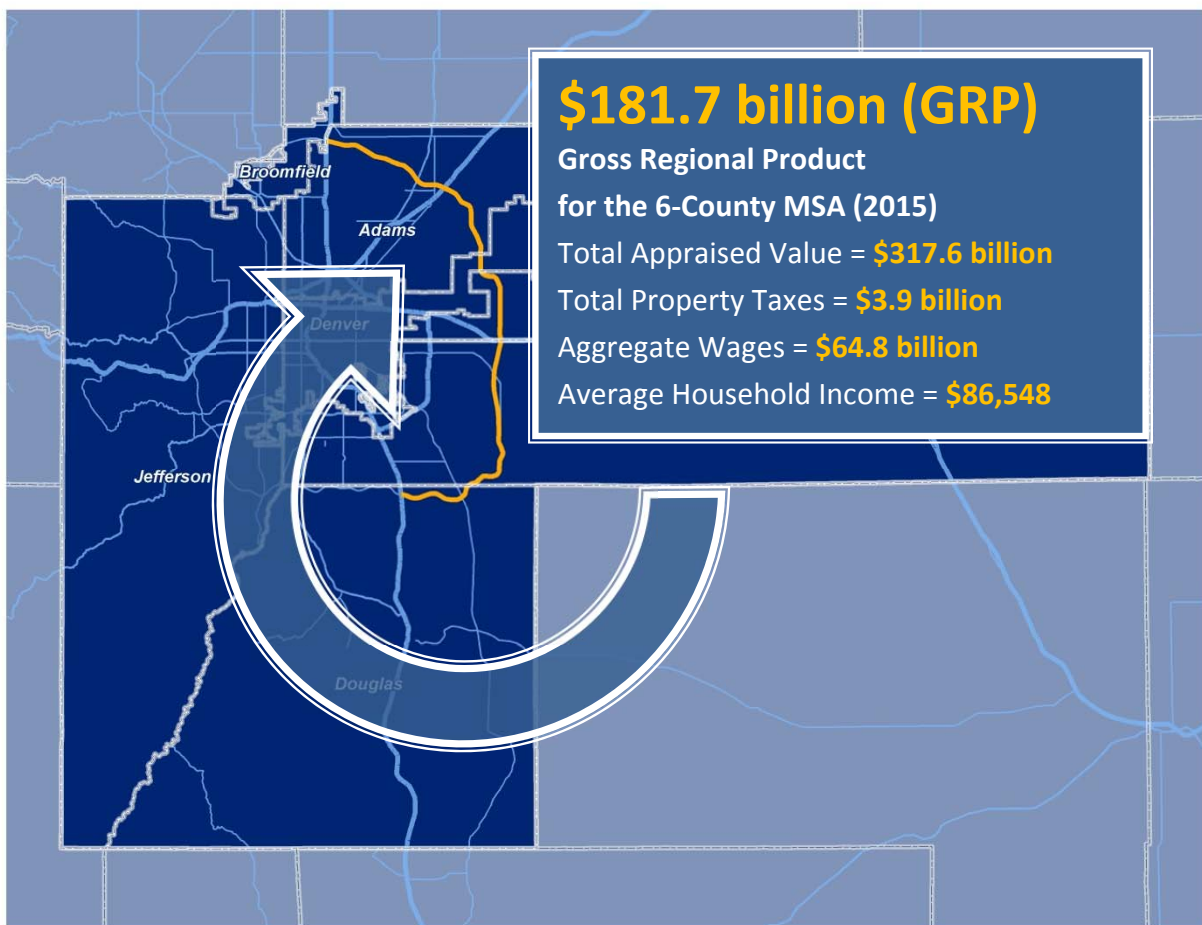 $181.7 billion (GRP)
Gross Regional Product
for the 6-County MSA (2015)
Total Appraised Value = $317.6 billion
Total Property Taxes = $3.9 billion
Aggregate Wages = $64.8 billion
Average Household Income = $86,548
Broomfield
Adams
Denver
Jefferson
Douglas